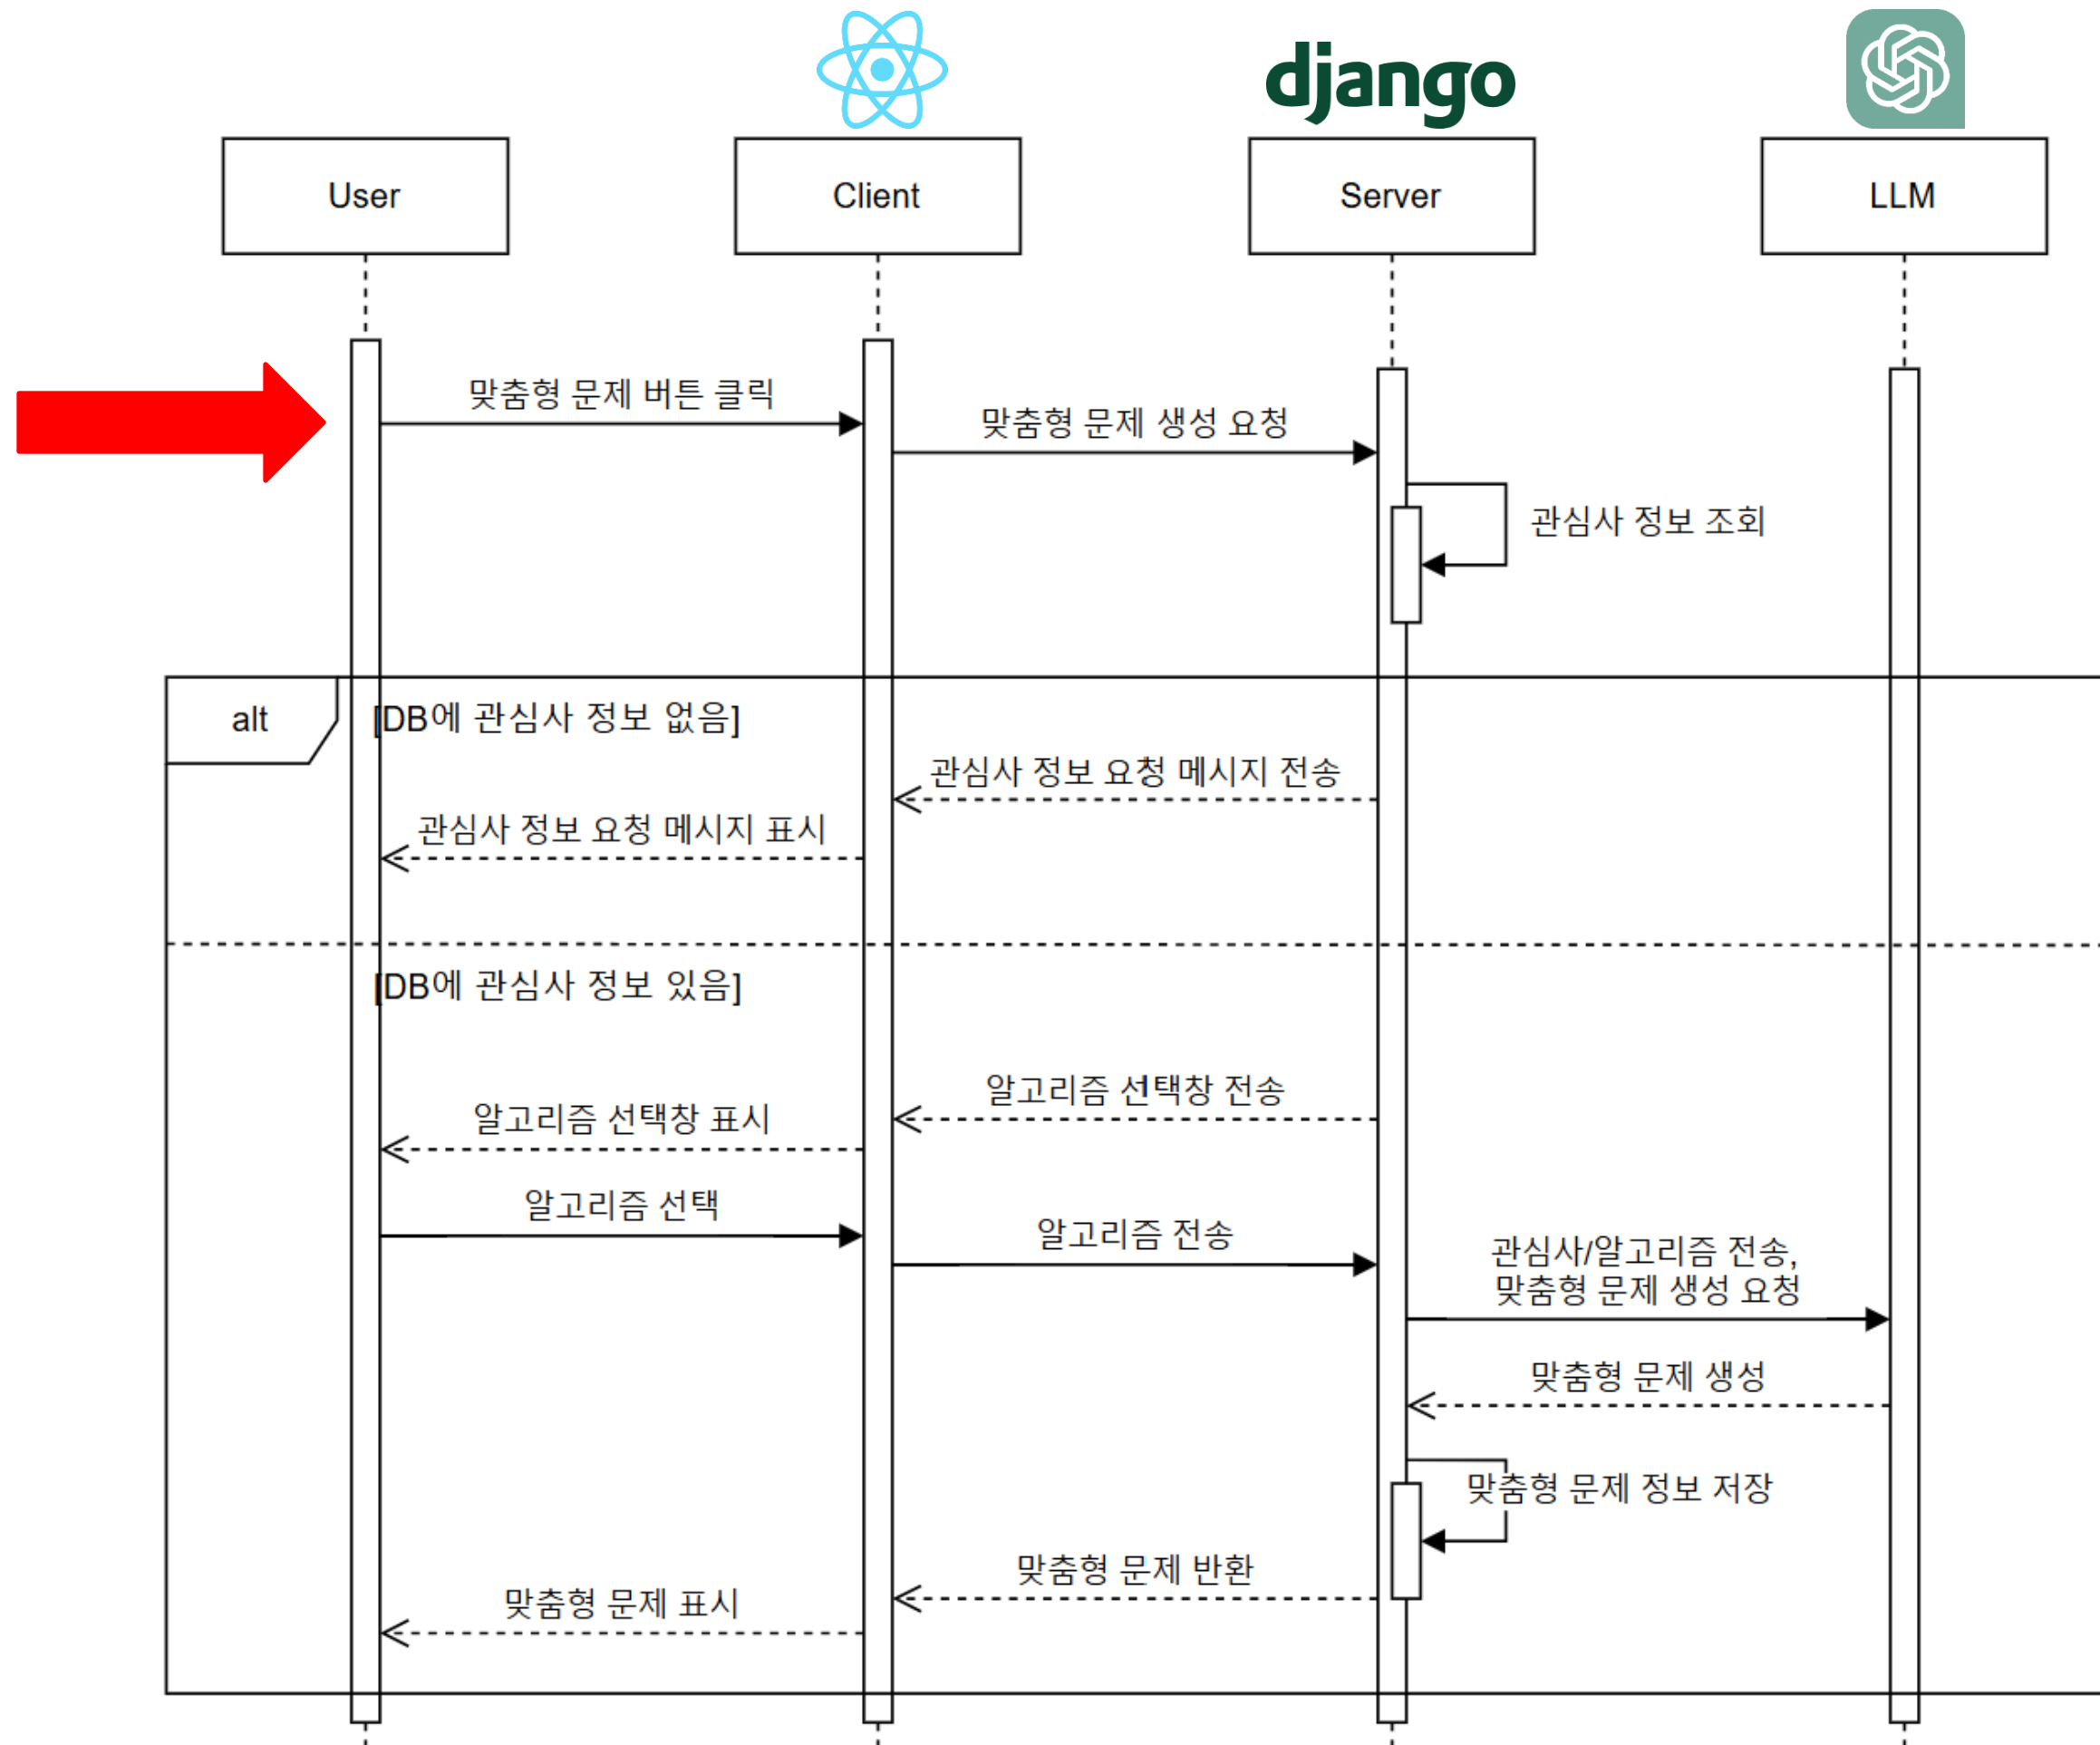 django
User
Client
Server
LLM
맞춤형 문제 버튼 클릭
맞춤형 문제 생성 요청
관심사 정보 조회
alt
[DB에 관심사 정보 없음]
관심사 정보 요청 메시지 전송
관심사 정보 요청 메시지 표시
[DB에 관심사 정보 있음]
알고리즘 선택창 전송
알고리즘 선택창 표시
알고리즘 선택
알고리즘 전송
관심사/알고리즘 전송,
맞춤형 문제 생성 요청
맞춤형 문제 생성
맞춤형 문제 정보 저장
맞춤형 문제 반환
맞춤형 문제 표시